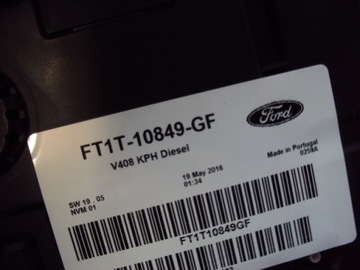 Ford
FT1T-10849-GF
V408 KPH Diesel
19 May 2016
01:34
Made in Portugal
0259A
SW 19 . 05
NVM 01
FT1T10849GF